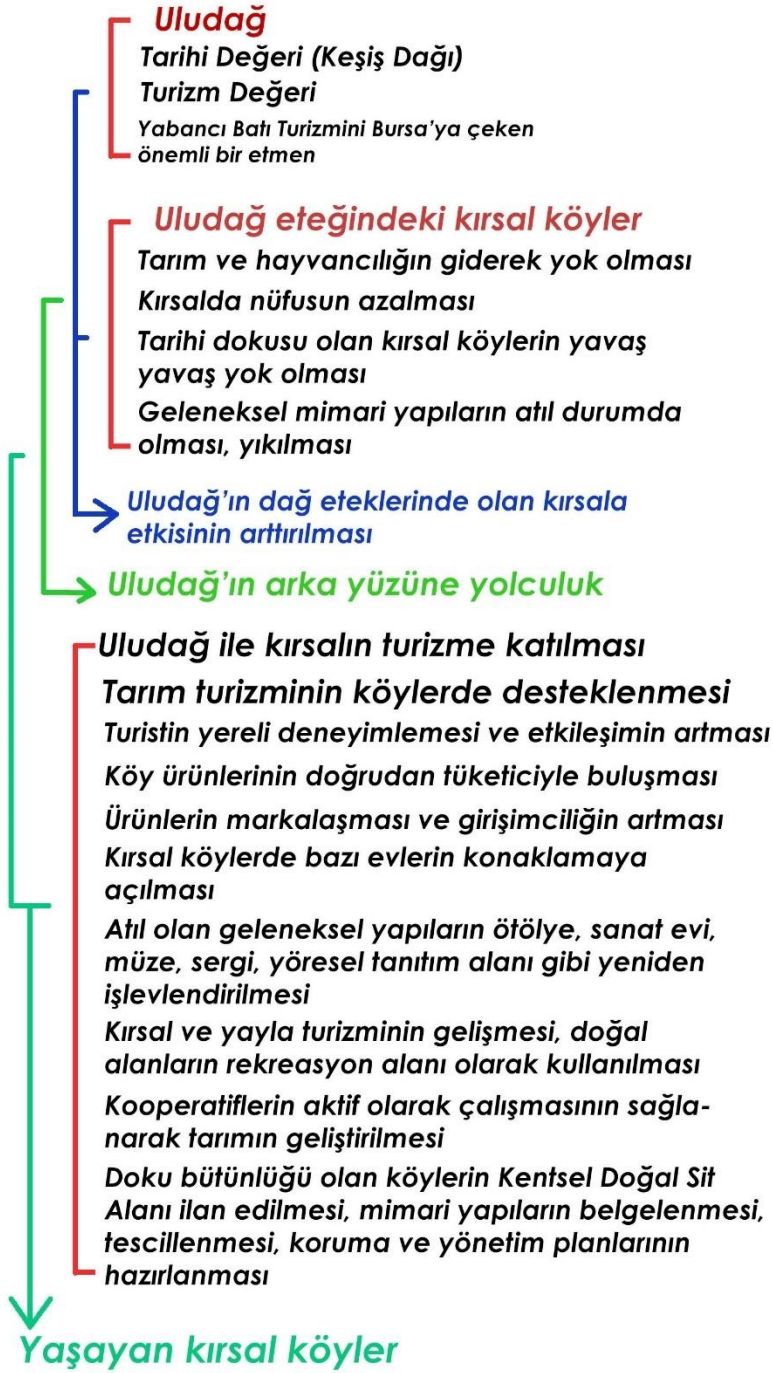 Uludağ
Tarihi Değeri (Keşiş Dağı)
Turizm Değeri
Yabancı Batı Turizmini Bursa'ya çeken
önemli bir etmen
Uludağ eteğindeki kırsal köyler
Tarım ve hayvancılığın giderek yok olması
Kırsalda nüfusun azalması
Tarihi dokusu olan kırsal köylerin yavaş
yavaş yok olması
Geleneksel mimari yapıların atıl durumda
olması, yıkılması
Uludağ'ın dağ eteklerinde olan kırsala
etkisinin arttırılması
Uludağ'ın arka yüzüne yolculuk
Uludağ ile kırsalın turizme katılması
Tarım turizminin köylerde desteklenmesi
Turistin yereli deneyimlemesi ve etkileşimin artması
Köy ürünlerinin doğrudan tüketiciyle buluşması
Ürünlerin markalaşması ve girişimciliğin artması
Kırsal köylerde bazı evlerin konaklamaya
açılması
Atıl olan geleneksel yapıların ötölye, sanat evi,
müze, sergi, yöresel tanıtım alanı gibi yeniden
işlevlendirilmesi
Kırsal ve yayla turizminin gelişmesi, doğal
alanların rekreasyon alanı olarak kullanılması
Kooperatiflerin aktif olarak çalışmasının sağla-
narak tarımın geliştirilmesi
Doku bütünlüğü olan köylerin Kentsel Doğal Sit
Alanı ilan edilmesi, mimari yapıların belgelenmesi,
tescillenmesi, koruma ve yönetim planlarının
hazırlanması
Yaşayan kırsal köyler